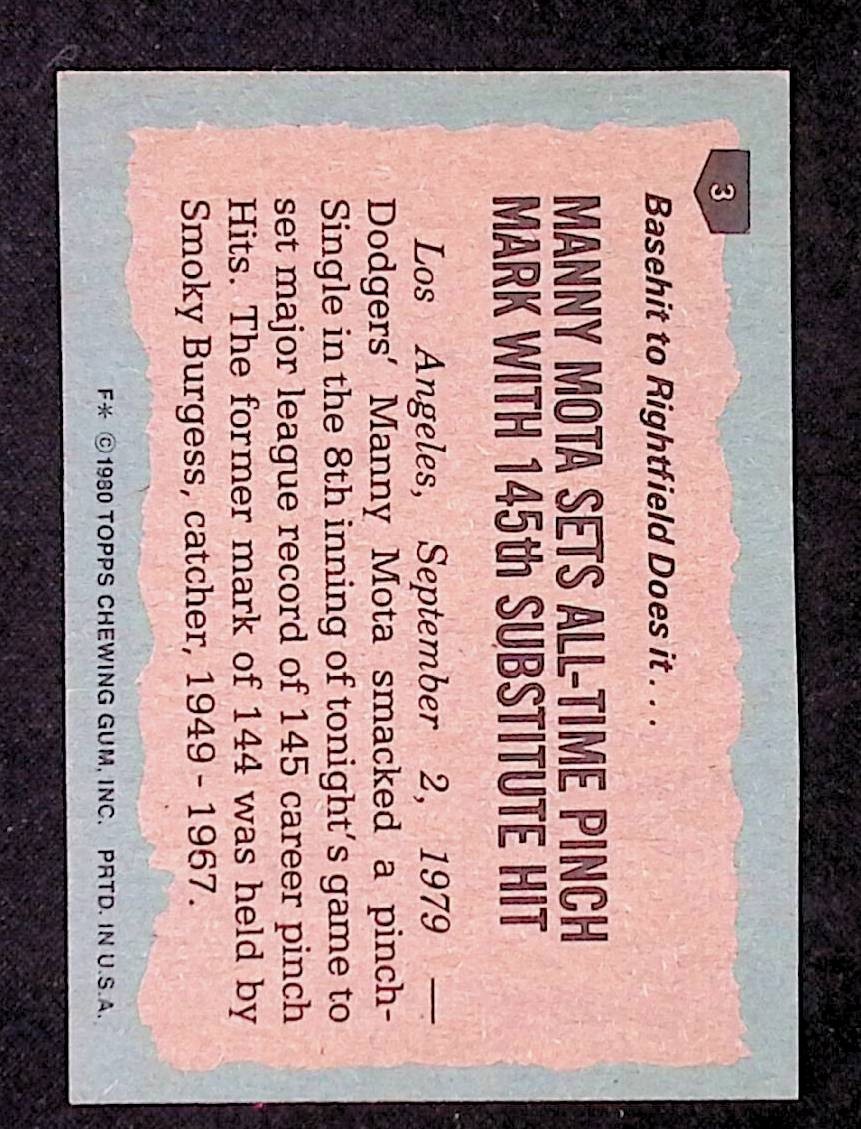 3
Basehit to Rightfield Does it...
MANNY MOTA SETS ALL-TIME PINCH
MARK WITH 145th SUBSTITUTE HIT
Los Angeles, September 2, 1979 —
Dodgers' Manny Mota smacked a pinch-
Single in the 8th inning of tonight's game to
set major league record of 145 career pinch
Hits. The former mark of 144 was held by
Smoky Burgess, catcher, 1949 - 1967.
F* ©1980 TOPPS CHEWING GUM, INC. PRTD. IN U.S.A.